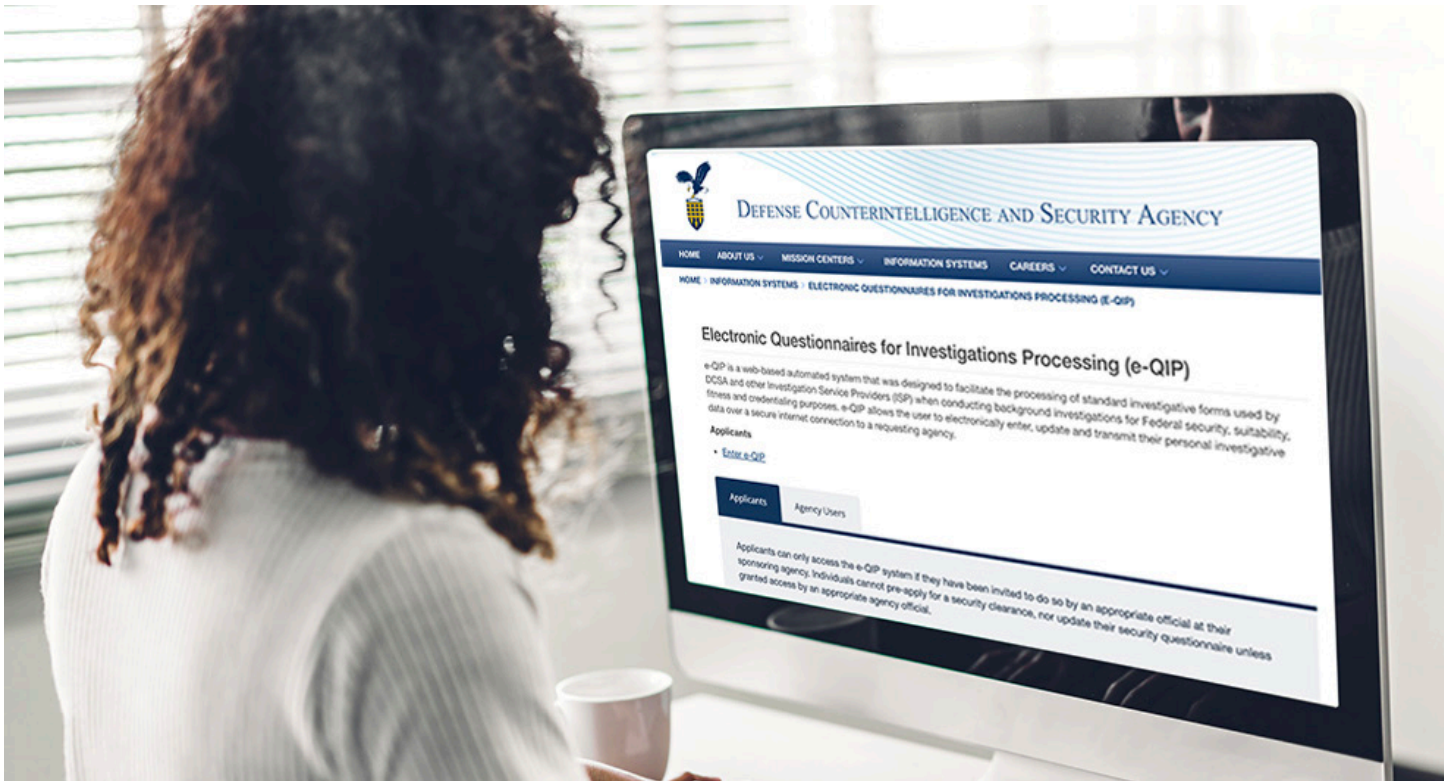 DEFENSE COUNTERINTELLIGENCE AND SECURITY AGENCY
HOME ABOUT US MISSION CENTERS INFORMATION SYSTEMS CAREERS CONTACT US
HOME > INFORMATION SYSTEMS > ELECTRONIC QUESTIONNAIRES FOR INVESTIGATIONS PROCESSING (E-QIP)
Electronic Questionnaires for Investigations Processing (e-QIP)
e-QIP is a web-based automated system that was designed to facilitate the processing of standard investigative forms used by
DCSA and other Investigation Service Providers (ISP) when conducting background investigations for Federal security, suitability,
fitness and credentialing purposes. e-QIP allows the user to electronically enter, update and transmit their personal investigative
data over a secure internet connection to a requesting agency.
Applicants
• Enter e-QIP
Applicants Agency Users
Applicants can only access the e-QIP system if they have been invited to do so by an appropriate official at their
sponsoring agency. Individuals cannot pre-apply for a security clearance, nor update their security questionnaire unless
granted access by an appropriate agency official.